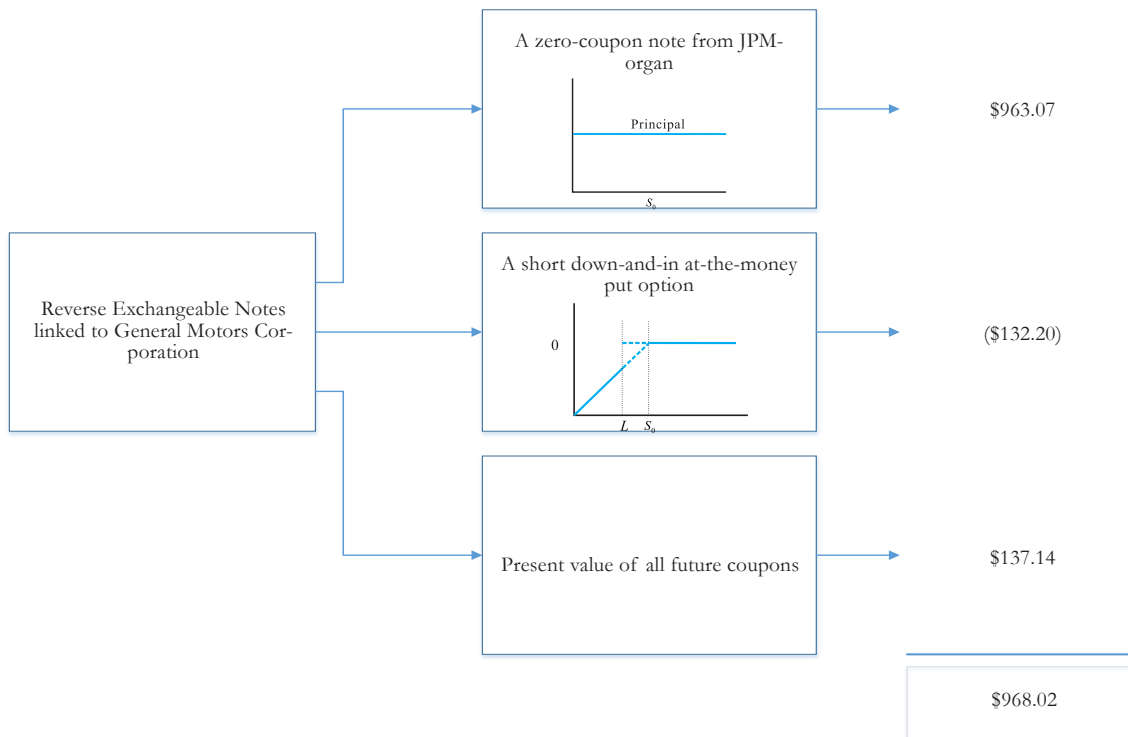 A zero-coupon note from JPM-
organ
Principal
S₀
$963.07
Reverse Exchangeable Notes
linked to General Motors Cor-
poration
A short down-and-in at-the-money
put option
0
L
S₀
($132.20)
Present value of all future coupons
$137.14
$968.02